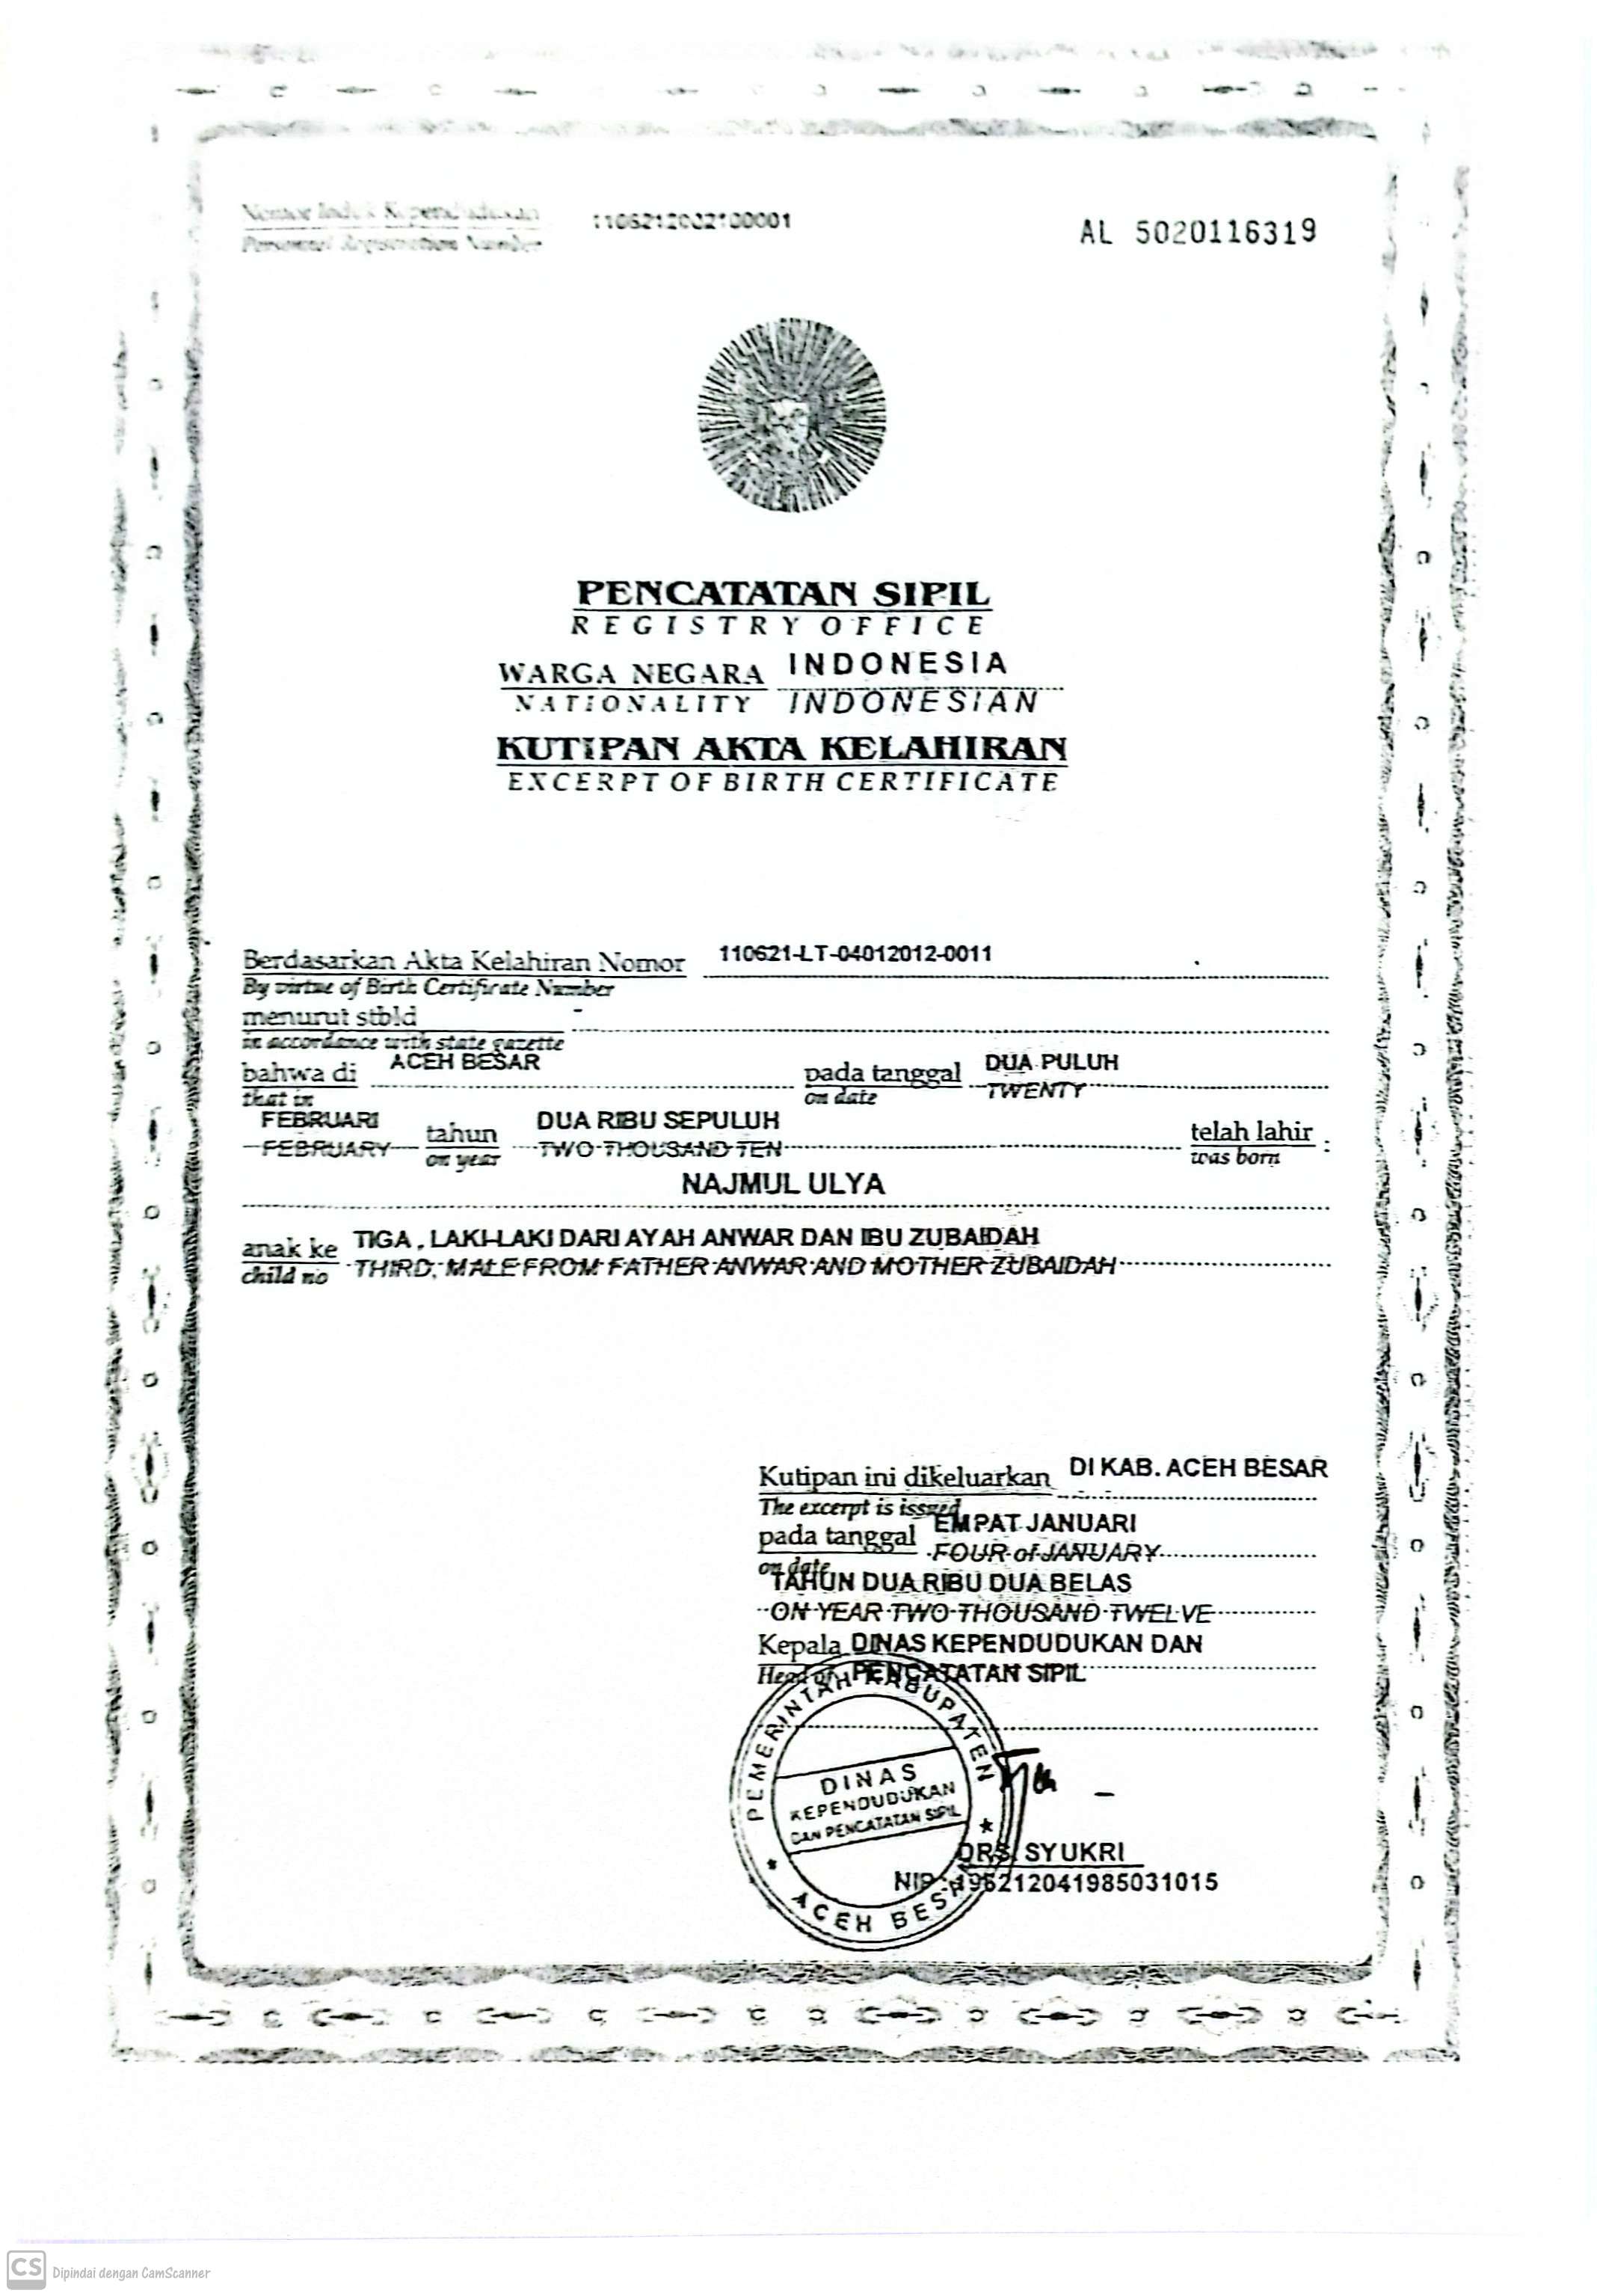 Nomor Induk Kependudukan 1106212002100001
Personal Registration Number
AL 5020116319
PENCATATAN SIPIL
REGISTRY OFFICE
WARGA NEGARA INDONESIA
NATIONALITY INDONESIAN
KUTIPAN AKTA KELAHIRAN
EXCERPT OF BIRTH CERTIFICATE
Berdasarkan Akta Kelahiran Nomor 110621-LT-04012012-0011
By virtue of Birth Certificate Number
menurut stbld -
in accordance with state gazette
bahwa di ACEH BESAR pada tanggal DUA PULUH
that in on date TWENTY
FEBRUARI tahun DUA RIBU SEPULUH telah lahir :
FEBRUARY on year TWO THOUSAND TEN was born
NAJMUL ULYA
anak ke TIGA, LAKI-LAKI DARI AYAH ANWAR DAN IBU ZUBAIDAH
child no THIRD, MALE FROM FATHER ANWAR AND MOTHER ZUBAIDAH
Kutipan ini dikeluarkan DI KAB. ACEH BESAR
The excerpt is issued
pada tanggal EMPAT JANUARI
on date FOUR of JANUARY
TAHUN DUA RIBU DUA BELAS
ON YEAR TWO THOUSAND TWELVE
Kepala DINAS KEPENDUDUKAN DAN
Head of PENCATATAN SIPIL
PEMERINTAH KABUPATEN
DINAS
KEPENDUDUKAN
DAN PENCATATAN SIPIL
ACEH BESAR
DRS. SYUKRI
NIP : 196212041985031015
CS Dipindai dengan CamScanner